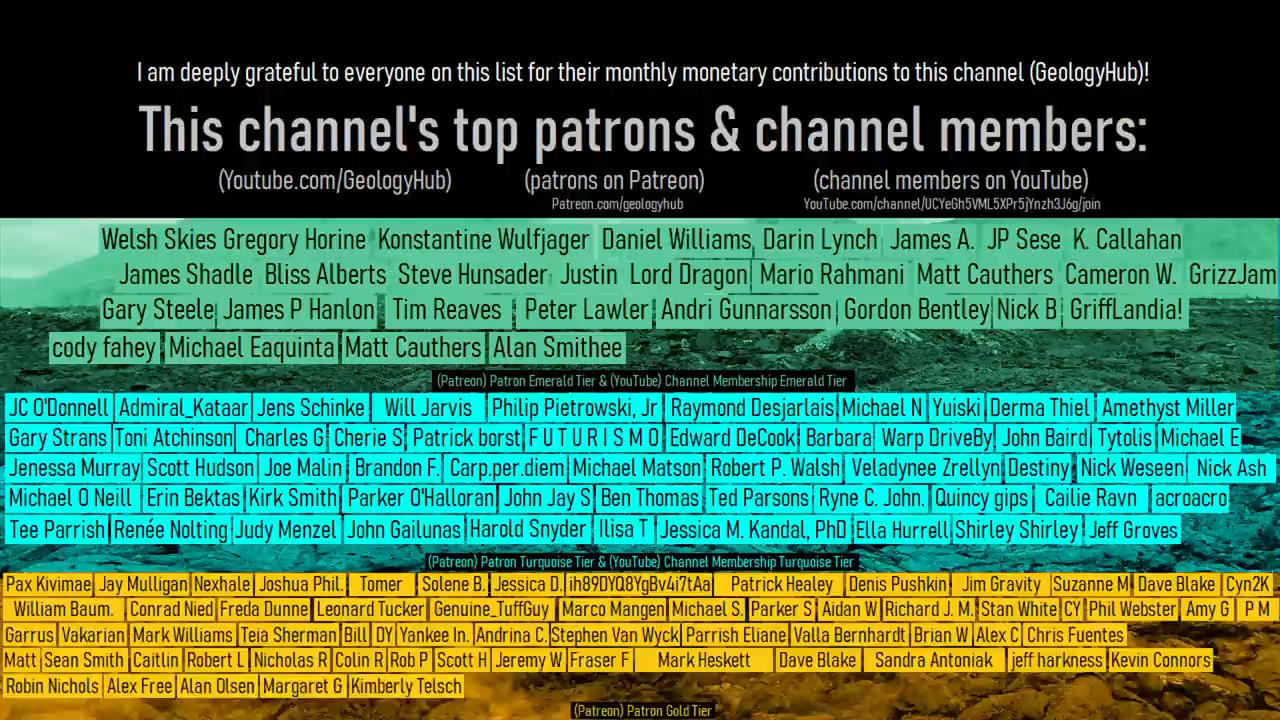 I am deeply grateful to everyone on this list for their monthly monetary contributions to this channel (GeologyHub)!
This channel's top patrons & channel members:
(Youtube.com/GeologyHub) (patrons on Patreon) (channel members on YouTube)
Patreon.com/geologyhub YouTube.com/channel/UCYeGh5VML5XPr5jYnzh3J6g/join
Welsh Skies Gregory Horine Konstantine Wulfjager Daniel Williams Darin Lynch James A. JP Sese K. Callahan
James Shadle Bliss Alberts Steve Hunsader Justin Lord Dragon Mario Rahmani Matt Cauthers Cameron W. GrizzJam
Gary Steele James P Hanlon Tim Reaves Peter Lawler Andri Gunnarsson Gordon Bentley Nick B GriffLandia!
cody fahey Michael Eaquinta Matt Cauthers Alan Smithee
(Patreon) Patron Emerald Tier & (YouTube) Channel Membership Emerald Tier
JC O'Donnell Admiral_Kataar Jens Schinke Will Jarvis Philip Pietrowski, Jr Raymond Desjarlais Michael N Yuiski Derma Thiel Amethyst Miller
Gary Strans Toni Atchinson Charles G Cherie S Patrick borst F U T U R I S M O Edward DeCook Barbara Warp DriveBy John Baird Tytolis Michael E
Jenessa Murray Scott Hudson Joe Malin Brandon F. Carp.per.diem Michael Matson Robert P. Walsh Veladynee Zrellyn Destiny Nick Weseen Nick Ash
Michael O Neill Erin Bektas Kirk Smith Parker O'Halloran John Jay S Ben Thomas Ted Parsons Ryne C. John. Quincy gips Cailie Ravn acroacro
Tee Parrish Renée Nolting Judy Menzel John Gailunas Harold Snyder Ilisa T Jessica M. Kandal, PhD Ella Hurrell Shirley Shirley Jeff Groves
(Patreon) Patron Turquoise Tier & (YouTube) Channel Membership Turquoise Tier
Pax Kivimae Jay Mulligan Nexhale Joshua Phil. Tomer Solene B. Jessica D. ih89DYQ8YgBv4i7tAa Patrick Healey Denis Pushkin Jim Gravity Suzanne M Dave Blake Cyn2K
William Baum. Conrad Nied Freda Dunne Leonard Tucker Genuine_TuffGuy Marco Mangen Michael S. Parker S Aidan W Richard J. M. Stan White CY Phil Webster Amy G P M
Garrus Vakarian Mark Williams Teia Sherman Bill DY Yankee In. Andrina C. Stephen Van Wyck Parrish Eliane Valla Bernhardt Brian W Alex C Chris Fuentes
Matt Sean Smith Caitlin Robert L Nicholas R Colin R Rob P Scott H Jeremy W Fraser F Mark Heskett Dave Blake Sandra Antoniak jeff harkness Kevin Connors
Robin Nichols Alex Free Alan Olsen Margaret G Kimberly Telsch
(Patreon) Patron Gold Tier